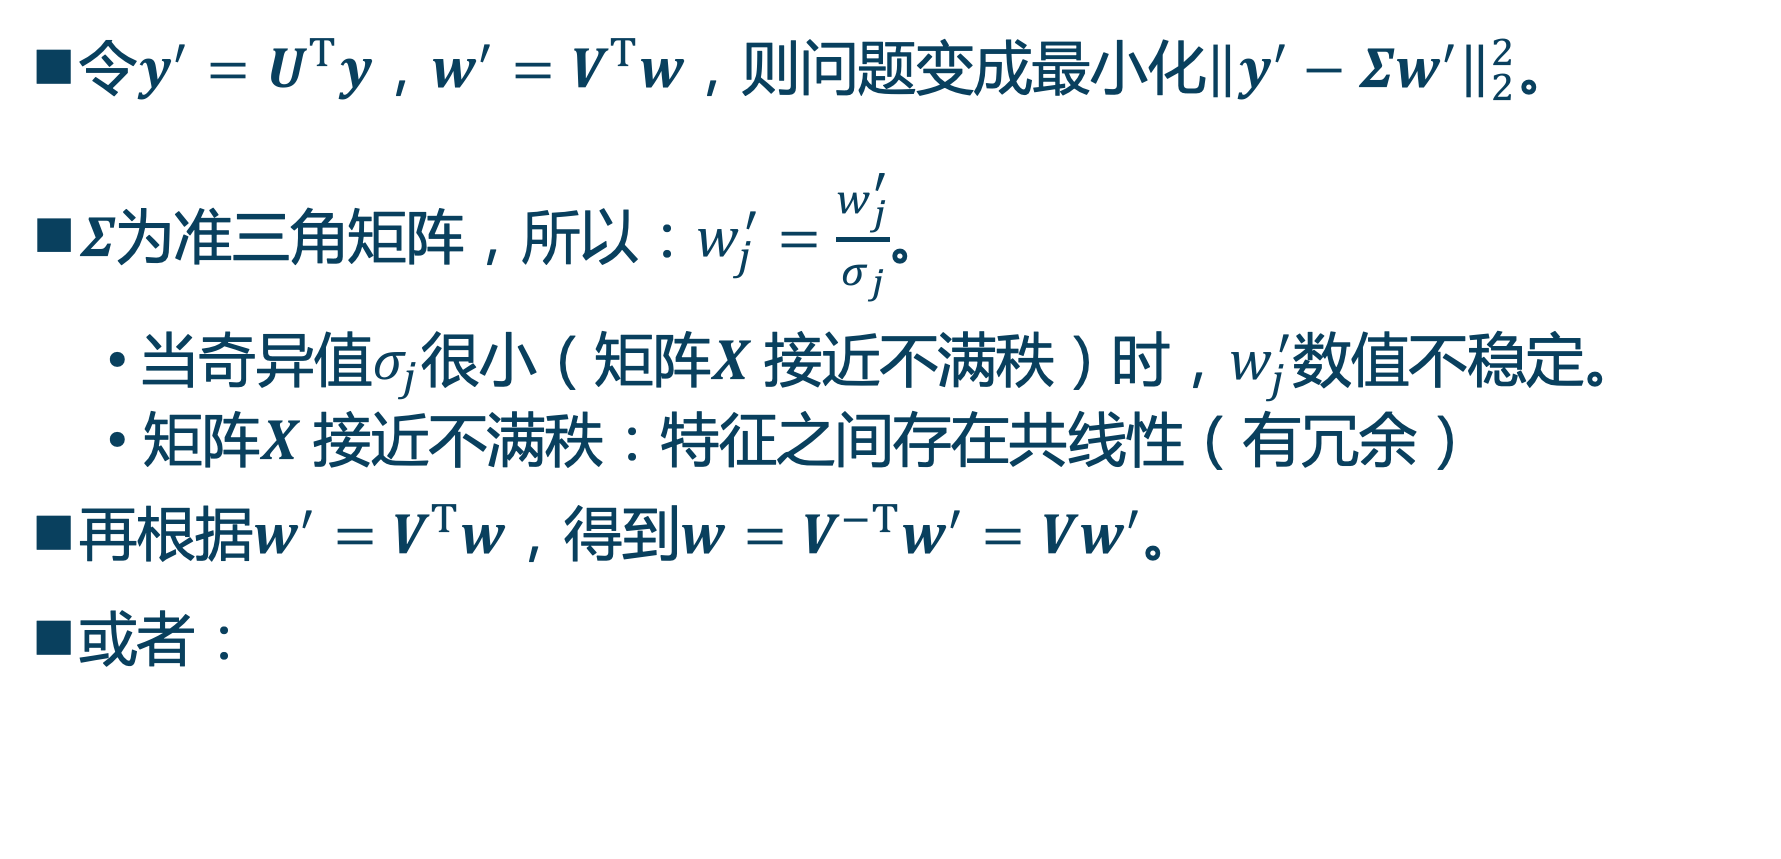 ■令𝒚′ = 𝑼ᵀ𝒚，𝒘′ = 𝑽ᵀ𝒘，则问题变成最小化‖𝒚′ − 𝜮𝒘′‖₂²。
■𝜮为准三角矩阵，所以：w′ⱼ = w′ⱼ/σⱼ。
•当奇异值σⱼ很小（矩阵𝑿 接近不满秩）时，w′ⱼ数值不稳定。
•矩阵𝑿 接近不满秩：特征之间存在共线性（有冗余）
■再根据𝒘′ = 𝑽ᵀ𝒘，得到𝒘 = 𝑽⁻ᵀ𝒘′ = 𝑽𝒘′。
■或者：